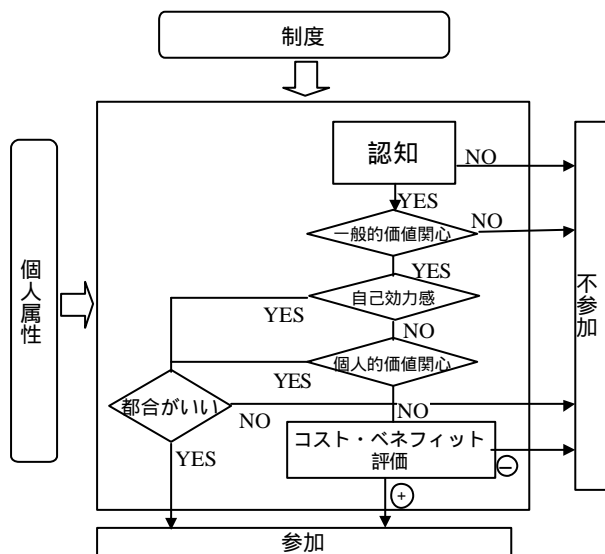 制度
認知
NO
YES
一般的価値関心
NO
YES
自己効力感
YES
NO
個人的価値関心
YES
都合がいい
NO
NO
コスト・ベネフィット
評価
YES
＋
－
個人属性
不参加
参加